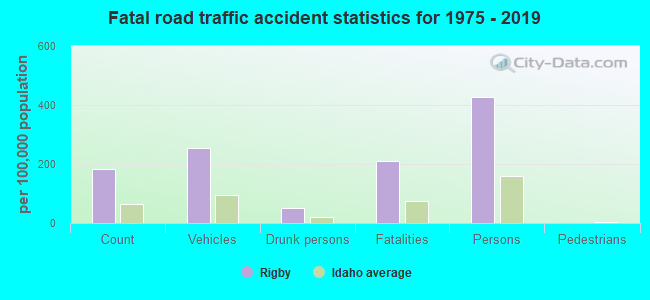 Fatal road traffic accident statistics for 1975 - 2019
City-Data.com
per 100,000 population
600
400
200
0
Count Vehicles Drunk persons Fatalities Persons Pedestrians
Rigby Idaho average